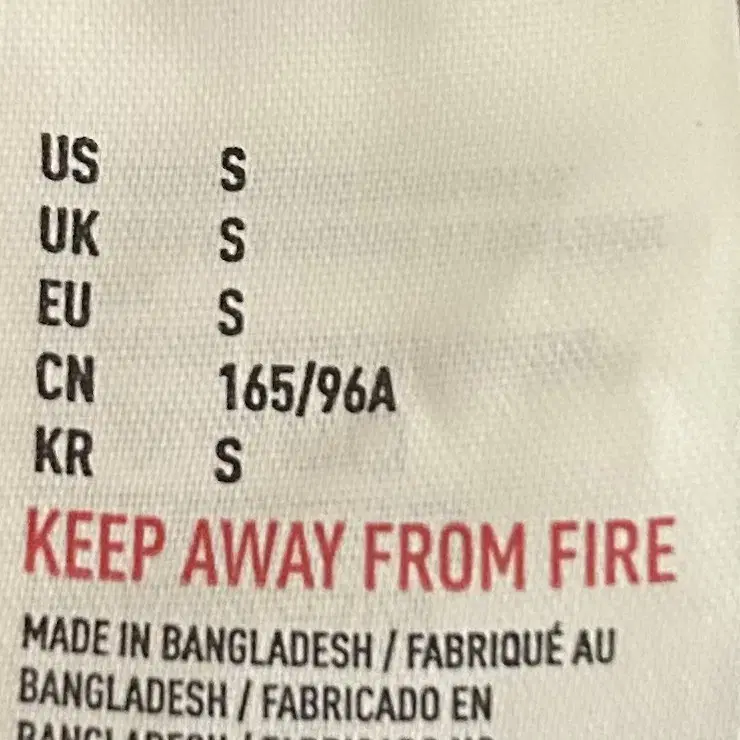 US S
UK S
EU S
CN 165/96A
KR S
KEEP AWAY FROM FIRE
MADE IN BANGLADESH / FABRIQUÉ AU
BANGLADESH / FABRICADO EN
BANGLADESH /